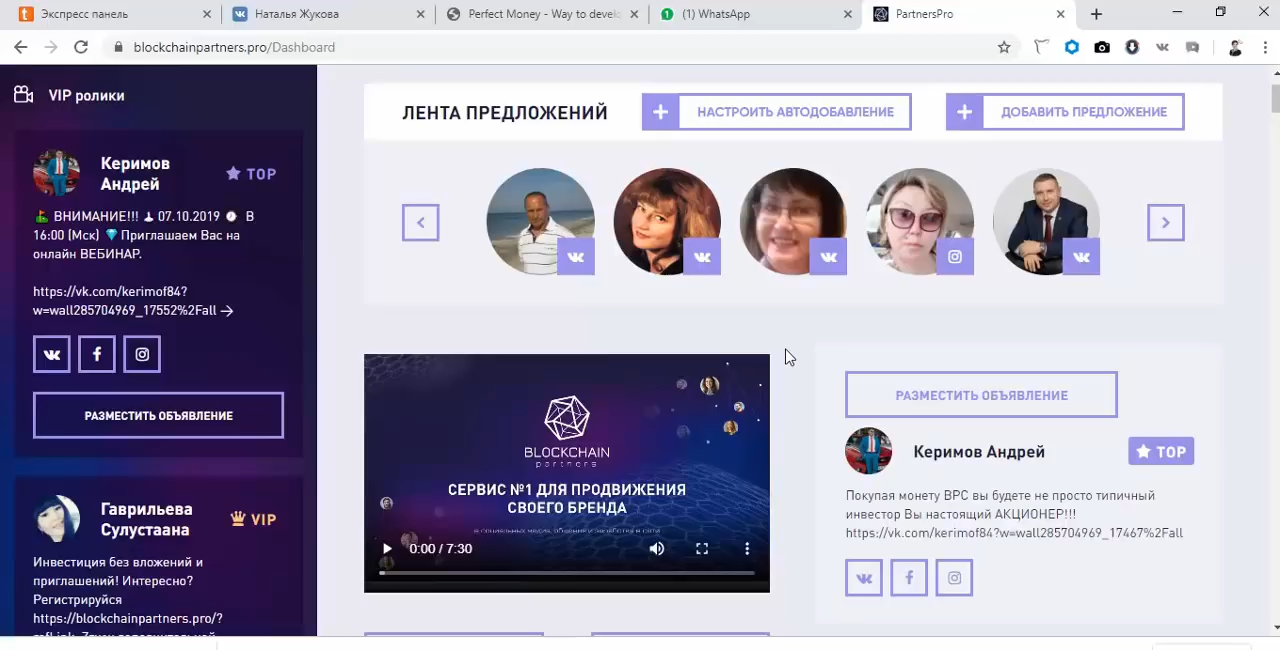 Экспресс панель
Наталья Жукова
Perfect Money - Way to develo
(1) WhatsApp
PartnersPro
blockchainpartners.pro/Dashboard
VIP ролики
Керимов
Андрей
TOP
ВНИМАНИЕ!!! 07.10.2019 В
16:00 (Мск) Приглашаем Вас на
онлайн ВЕБИНАР.
https://vk.com/kerimof84?
w=wall285704969_17552%2Fall
РАЗМЕСТИТЬ ОБЪЯВЛЕНИЕ
Гаврильева
Сулустаана
VIP
Инвестиция без вложений и
приглашений! Интересно?
Регистрируйся
https://blockchainpartners.pro/?
ЛЕНТА ПРЕДЛОЖЕНИЙ
НАСТРОИТЬ АВТОДОБАВЛЕНИЕ
ДОБАВИТЬ ПРЕДЛОЖЕНИЕ
BLOCKCHAIN
partners
СЕРВИС №1 ДЛЯ ПРОДВИЖЕНИЯ
СВОЕГО БРЕНДА
0:00 / 7:30
РАЗМЕСТИТЬ ОБЪЯВЛЕНИЕ
Керимов Андрей
TOP
Покупая монету BPC вы будете не просто типичный
инвестор Вы настоящий АКЦИОНЕР!!!
https://vk.com/kerimof84?w=wall285704969_17467%2Fall